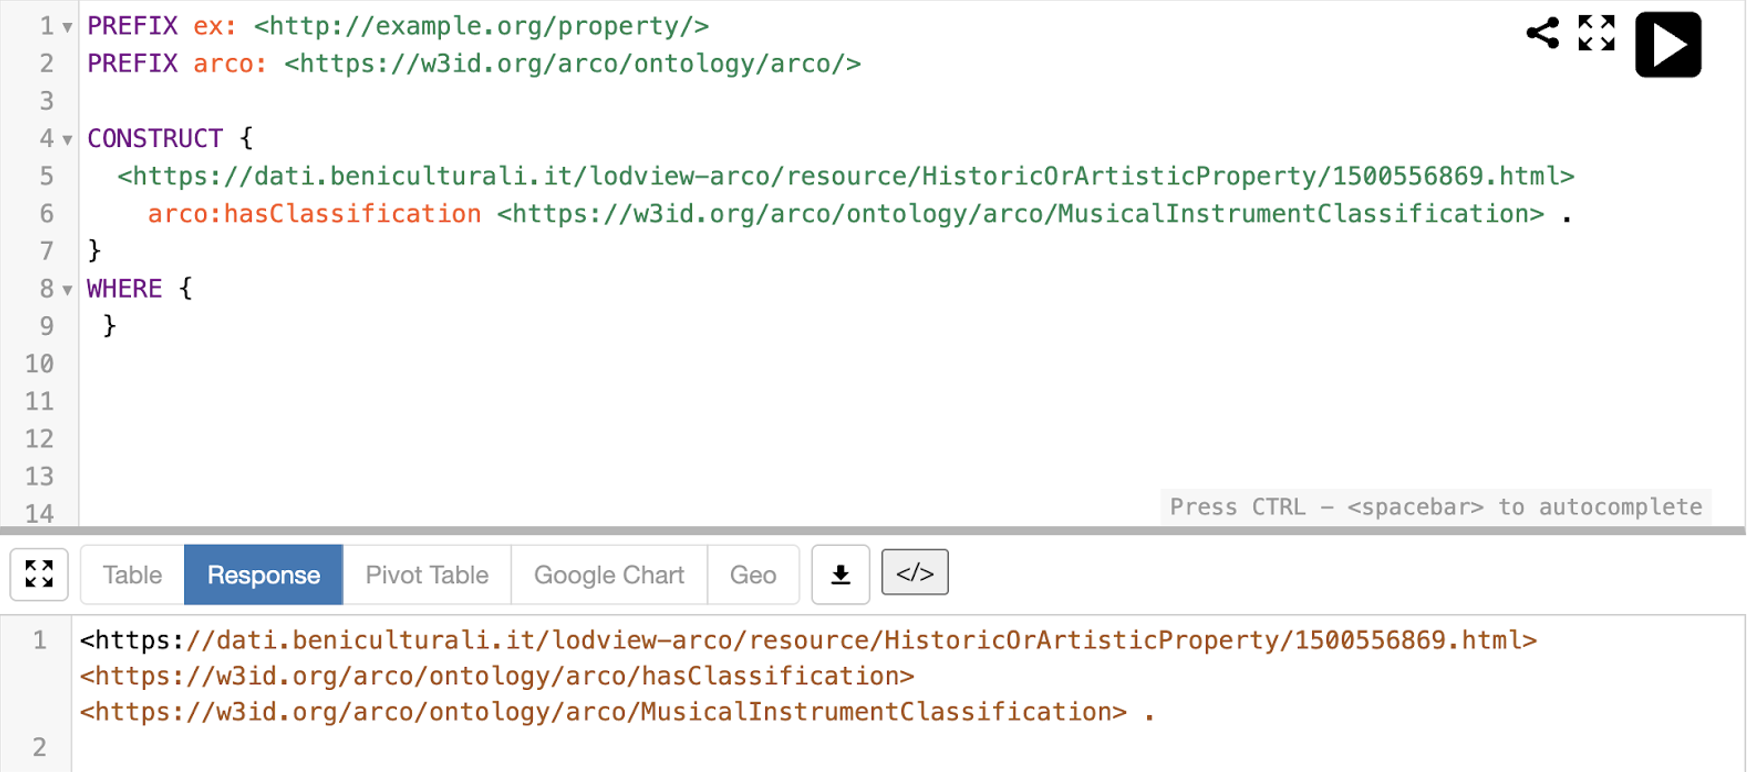 1 PREFIX ex: <http://example.org/property/>
2 PREFIX arco: <https://w3id.org/arco/ontology/arco/>
3
4 CONSTRUCT {
5 <https://dati.beniculturali.it/lodview-arco/resource/HistoricOrArtisticProperty/1500556869.html>
6 arco:hasClassification <https://w3id.org/arco/ontology/arco/MusicalInstrumentClassification> .
7 }
8 WHERE {
9 }
10
11
12
13
14
Press CTRL - <spacebar> to autocomplete
Table Response Pivot Table Google Chart Geo </>
1 <https://dati.beniculturali.it/lodview-arco/resource/HistoricOrArtisticProperty/1500556869.html>
<https://w3id.org/arco/ontology/arco/hasClassification>
<https://w3id.org/arco/ontology/arco/MusicalInstrumentClassification> .
2